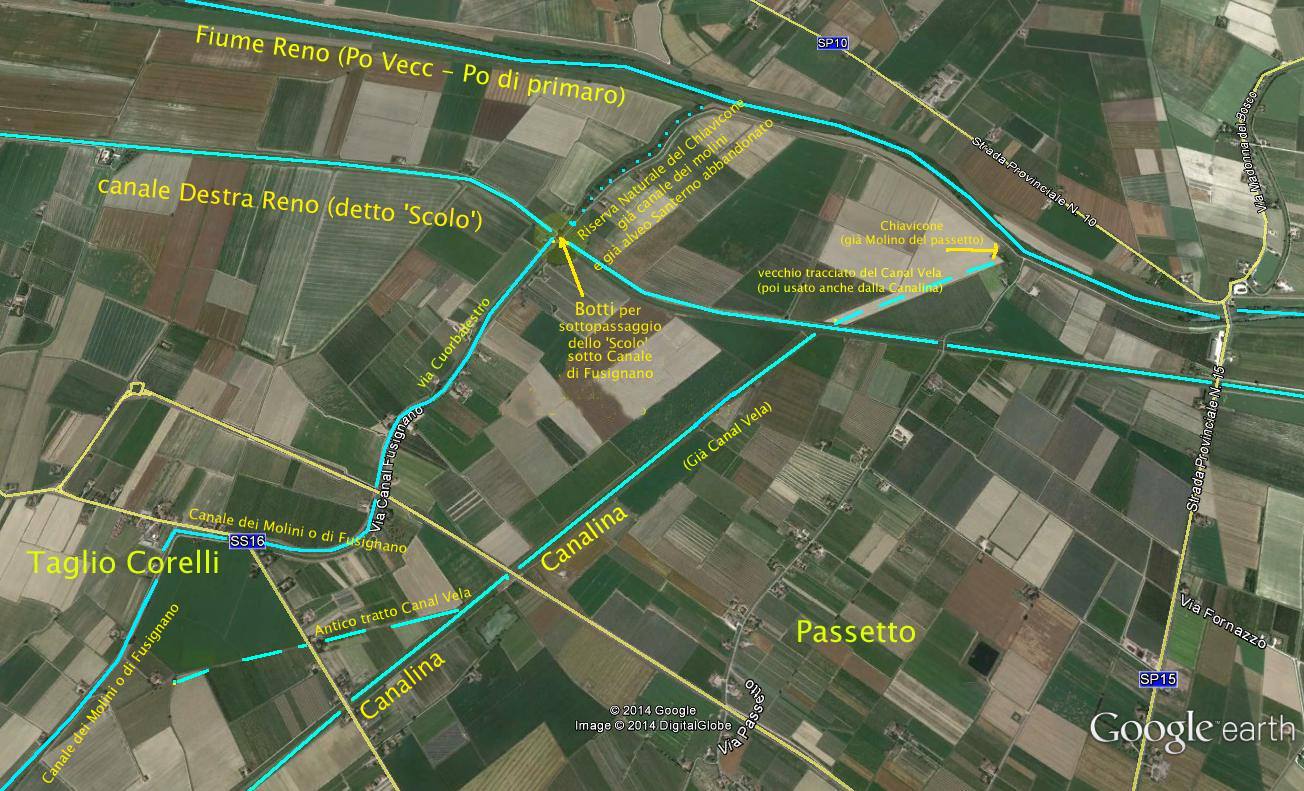 SP10
Fiume Reno (Po Vecc - Po di primaro)
Via Madonna del Bosco
Strada Provinciale N. 10
canale Destra Reno (detto 'Scolo')
Riserva Naturale del Chiavicone
già canale dei molini
e già alveo Santerno abbandonato
Chiavicone
(già Molino del passetto)
vecchio tracciato del Canal Vela
(poi usato anche dalla Canalina)
Botti per
sottopassaggio
dello 'Scolo'
sotto Canale
di Fusignano
via Cuorbalestro
Via Canal Fusignano
(Già Canal Vela)
Strada Provinciale N. 15
Canale dei Molini o di Fusignano
SS16
Taglio Corelli
Canalina
Antico tratto Canal Vela
Passetto
Via Fornazzo
Canale dei Molini o di Fusignano
Canalina
SP15
Via Passetto
© 2014 Google
Image © 2014 DigitalGlobe
Google earth